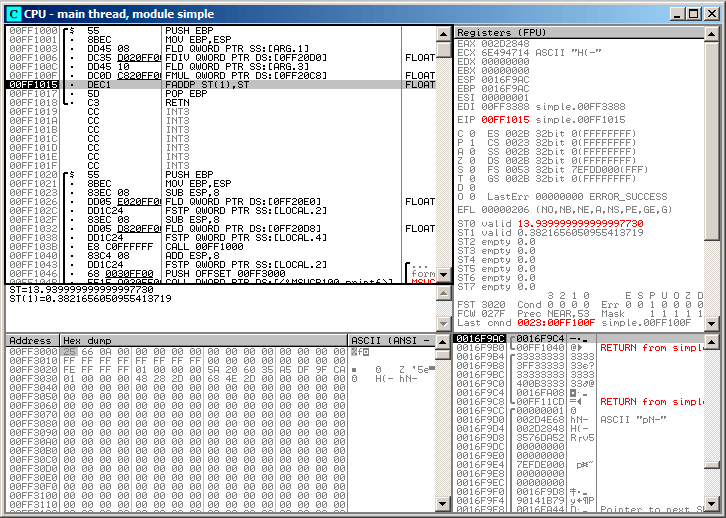 CPU - main thread, module simple
00FF1000 $ 55 PUSH EBP
00FF1001 · 8BEC MOV EBP,ESP
00FF1003 · DD45 08 FLD QWORD PTR SS:[ARG.1]
00FF1006 · DC35 D020FF00 FDIV QWORD PTR DS:[0FF20D0] FLOAT
00FF100C · DD45 10 FLD QWORD PTR SS:[ARG.3]
00FF100F · DC0D C820FF00 FMUL QWORD PTR DS:[0FF20C8] FLOAT
00FF1015 · DEC1 FADDP ST(1),ST FLOAT
00FF1017 · 5D POP EBP
00FF1018 · C3 RETN
00FF1019 CC INT3
00FF101A CC INT3
00FF101B CC INT3
00FF101C CC INT3
00FF101D CC INT3
00FF101E CC INT3
00FF101F CC INT3
00FF1020 $ 55 PUSH EBP
00FF1021 · 8BEC MOV EBP,ESP
00FF1023 · 83EC 08 SUB ESP,8
00FF1026 · DD05 E020FF00 FLD QWORD PTR DS:[0FF20E0] FLOAT
00FF102C · DD1C24 FSTP QWORD PTR SS:[LOCAL.2]
00FF102F · 83EC 08 SUB ESP,8
00FF1032 · DD05 D820FF00 FLD QWORD PTR DS:[0FF20D8] FLOAT
00FF1038 · DD1C24 FSTP QWORD PTR SS:[LOCAL.4]
00FF103B · E8 C0FFFFFF CALL 00FF1000
00FF1040 · 83C4 08 ADD ESP,8
00FF1043 · DD1C24 FSTP QWORD PTR SS:[LOCAL.2]
00FF1046 · 68 0030FF00 PUSH OFFSET 00FF3000 form
ST=13.939999999999997730
ST(1)=0.3821656050955413719
Registers (FPU)
EAX 002D2848
ECX 6E494714 ASCII "H(-"
EDX 00000000
EBX 00000000
ESP 0016F9AC
EBP 0016F9AC
ESI 00000001
EDI 00FF3388 simple.00FF3388
EIP 00FF1015 simple.00FF1015
C 0 ES 002B 32bit 0(FFFFFFFF)
P 1 CS 0023 32bit 0(FFFFFFFF)
A 0 SS 002B 32bit 0(FFFFFFFF)
Z 0 DS 002B 32bit 0(FFFFFFFF)
S 0 FS 0053 32bit 7EFDD000(FFF)
T 0 GS 002B 32bit 0(FFFFFFFF)
D 0
O 0 LastErr 00000000 ERROR_SUCCESS
EFL 00000206 (NO,NB,NE,A,NS,PE,GE,G)
ST0 valid 13.939999999999997730
ST1 valid 0.3821656050955413719
ST2 empty 0.0
ST3 empty 0.0
ST4 empty 0.0
ST5 empty 0.0
ST6 empty 0.0
ST7 empty 0.0
3 2 1 0 E S P U O Z D
FST 3020 Cond 0 0 0 0 Err 0 0 1 0 0 0 0
FCW 027F Prec NEAR,53 Mask 1 1 1 1
Last cmnd 0023:00FF100F simple.00FF100F
Address Hex dump ASCII (ANSI -
00FF3000 25 66 0A 00 00 00 00 00 00 00 00 00 00 00 00 00 %f
00FF3010 FF FF FF FF FF FF FF FF 00 00 00 00 00 00 00 00
00FF3020 FE FF FF FF 01 00 00 00 5A 20 60 35 A5 DF 9F CA
00FF3030 01 00 00 00 48 28 2D 00 68 4E 2D 00 00 00 00 00 H(- hN-
00FF3040 00 00 00 00 00 00 00 00 00 00 00 00 00 00 00 00
00FF3050 00 00 00 00 00 00 00 00 00 00 00 00 00 00 00 00
00FF3060 00 00 00 00 00 00 00 00 00 00 00 00 00 00 00 00
00FF3070 00 00 00 00 00 00 00 00 00 00 00 00 00 00 00 00
00FF3080 00 00 00 00 00 00 00 00 00 00 00 00 00 00 00 00
00FF3090 00 00 00 00 00 00 00 00 00 00 00 00 00 00 00 00
00FF30A0 00 00 00 00 00 00 00 00 00 00 00 00 00 00 00 00
00FF30B0 00 00 00 00 00 00 00 00 00 00 00 00 00 00 00 00
00FF30C0 00 00 00 00 00 00 00 00 00 00 00 00 00 00 00 00
00FF30D0 00 00 00 00 00 00 00 00 00 00 00 00 00 00 00 00
00FF30E0 00 00 00 00 00 00 00 00 00 00 00 00 00 00 00 00
00FF30F0 00 00 00 00 00 00 00 00 00 00 00 00 00 00 00 00
00FF3100 00 00 00 00 00 00 00 00 00 00 00 00 00 00 00 00
00FF3110 00 00 00 00 00 00 00 00 00 00 00 00 00 00 00 00
0016F9AC 0016F9C4
0016F9B0 00FF1040 RETURN from simpl
0016F9B4 33333333 3333
0016F9B8 3FF33333
0016F9BC 33333333 3333
0016F9C0 400B3333
0016F9C4 0016FA08
0016F9C8 00FF11CD RETURN from simpl
0016F9CC 00000001
0016F9D0 002D4E68 hN- ASCII "pN-"
0016F9D4 002D2848 H(-
0016F9D8 3576DA52
0016F9DC 00000000
0016F9E0 00000000
0016F9E4 7EFDE000
0016F9E8 00000000
0016F9EC 00000000
0016F9F0 0016F9D8
0016F9F4 90141B79
0016F9F8 0016FA44 Pointer to next S